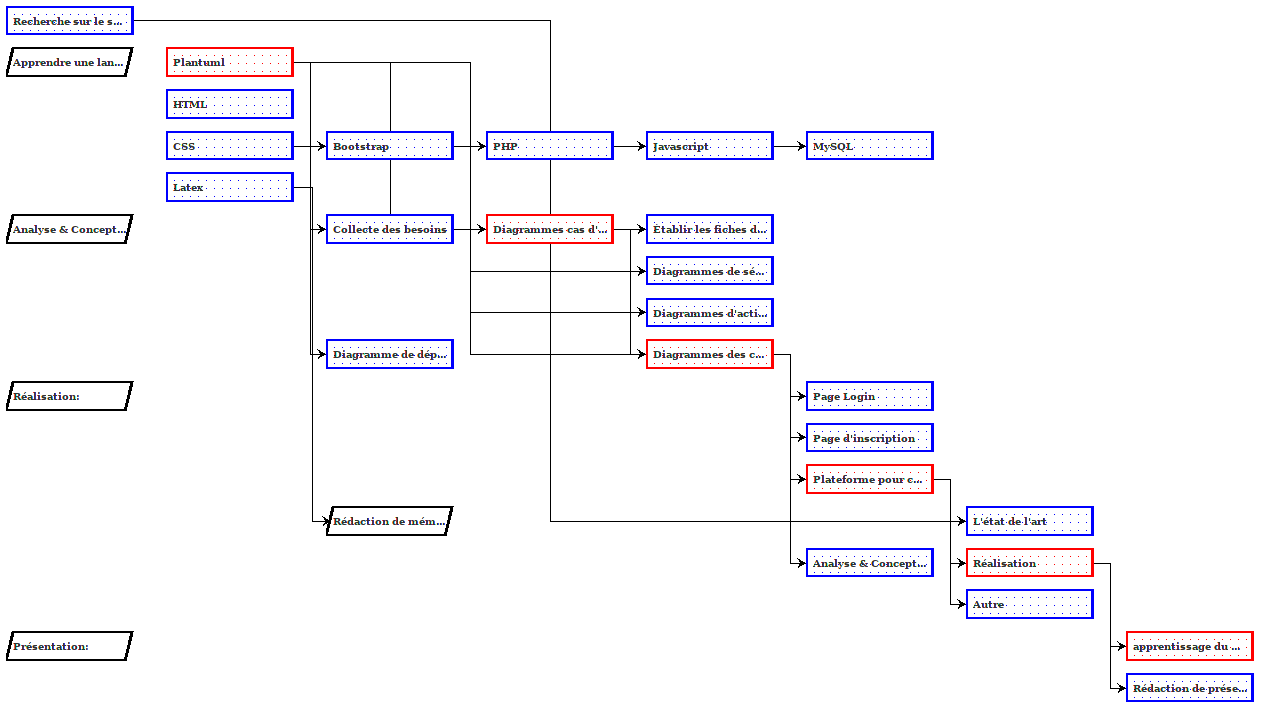 Recherche sur le s...
Apprendre une lan...
Plantuml
HTML
CSS
Bootstrap
PHP
Javascript
MySQL
Latex
Analyse & Concept...
Collecte des besoins
Diagrammes cas d'...
Établir les fiches d...
Diagrammes de sé...
Diagrammes d'acti...
Diagramme de dép...
Diagrammes des c...
Réalisation:
Page Login
Page d'inscription
Plateforme pour c...
Rédaction de mém...
L'état de l'art
Analyse & Concept...
Réalisation
Autre
Présentation:
apprentissage du ...
Rédaction de prése...